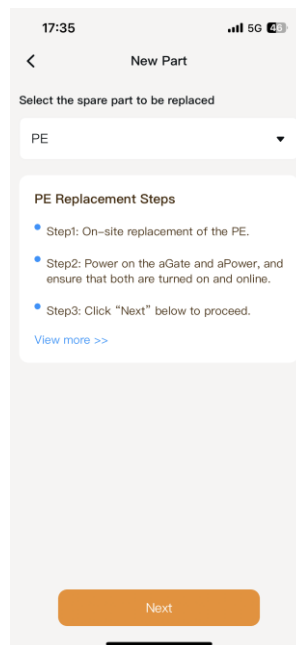 17:35
5G 46
New Part
Select the spare part to be replaced
PE
PE Replacement Steps
Step1: On-site replacement of the PE.
Step2: Power on the aGate and aPower, and
ensure that both are turned on and online.
Step3: Click “Next” below to proceed.
View more >>
Next